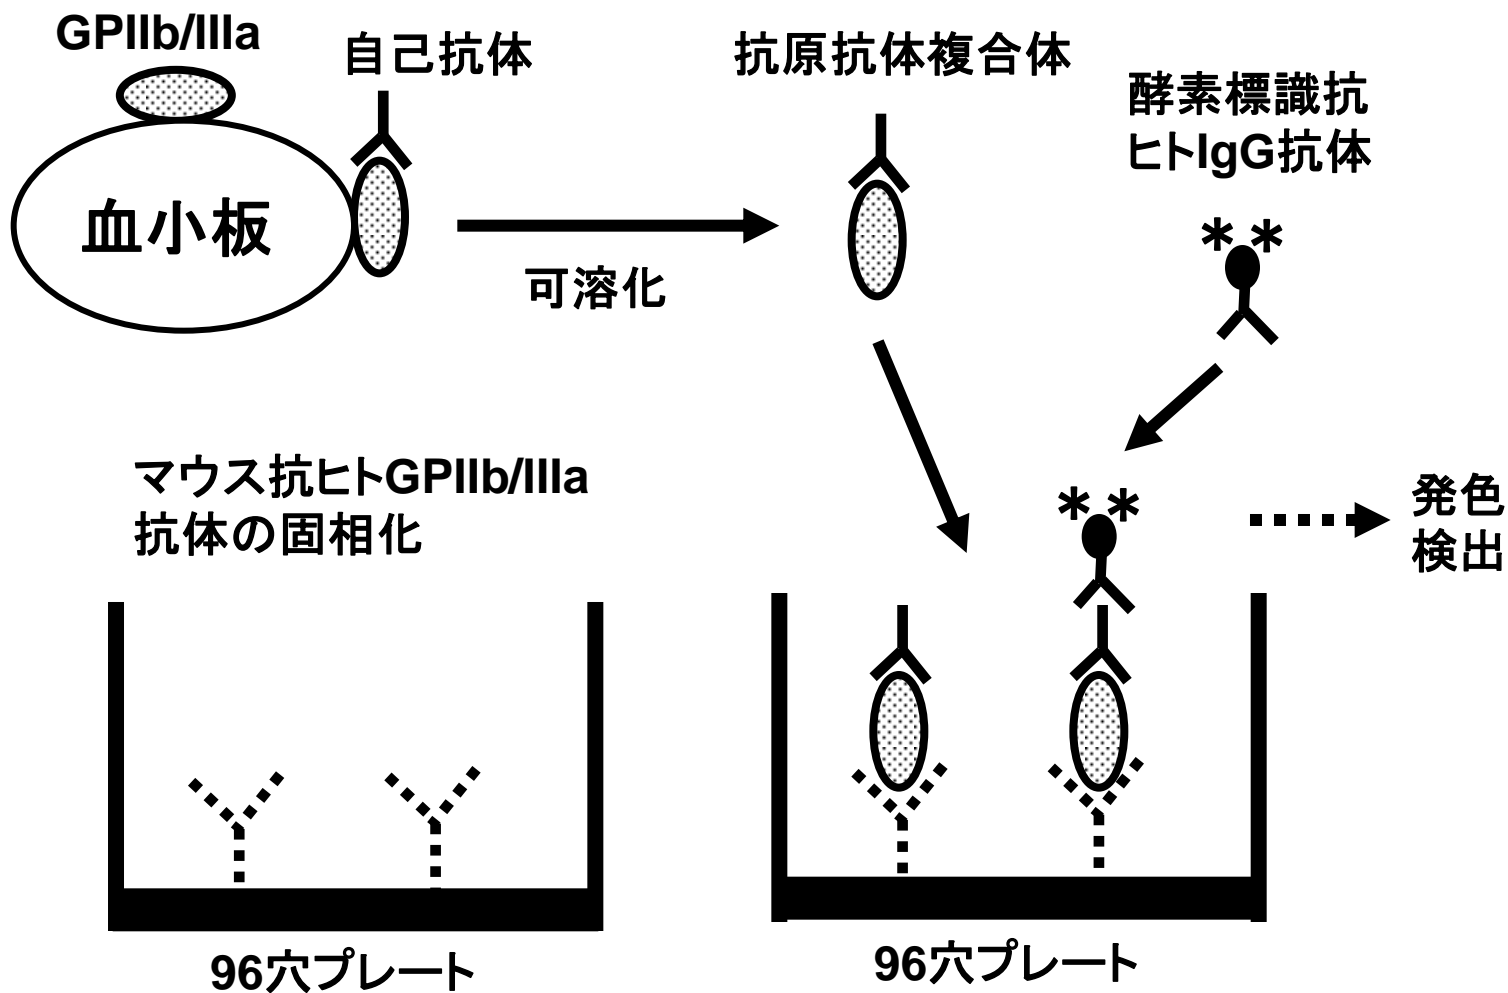 GPIIb/IIIa
自己抗体
抗原抗体複合体
酵素標識抗
ヒトIgG抗体
血小板
可溶化
マウス抗ヒトGPIIb/IIIa
抗体の固相化
発色
検出
96穴プレート
96穴プレート